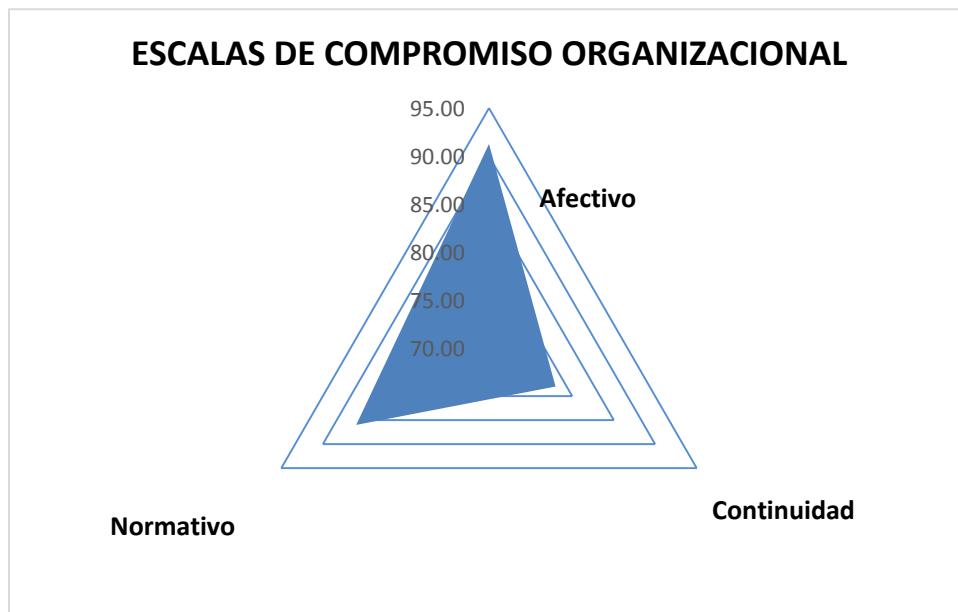 ESCALAS DE COMPROMISO ORGANIZACIONAL
95.00
90.00
85.00
80.00
75.00
70.00
Afectivo
Continuidad
Normativo